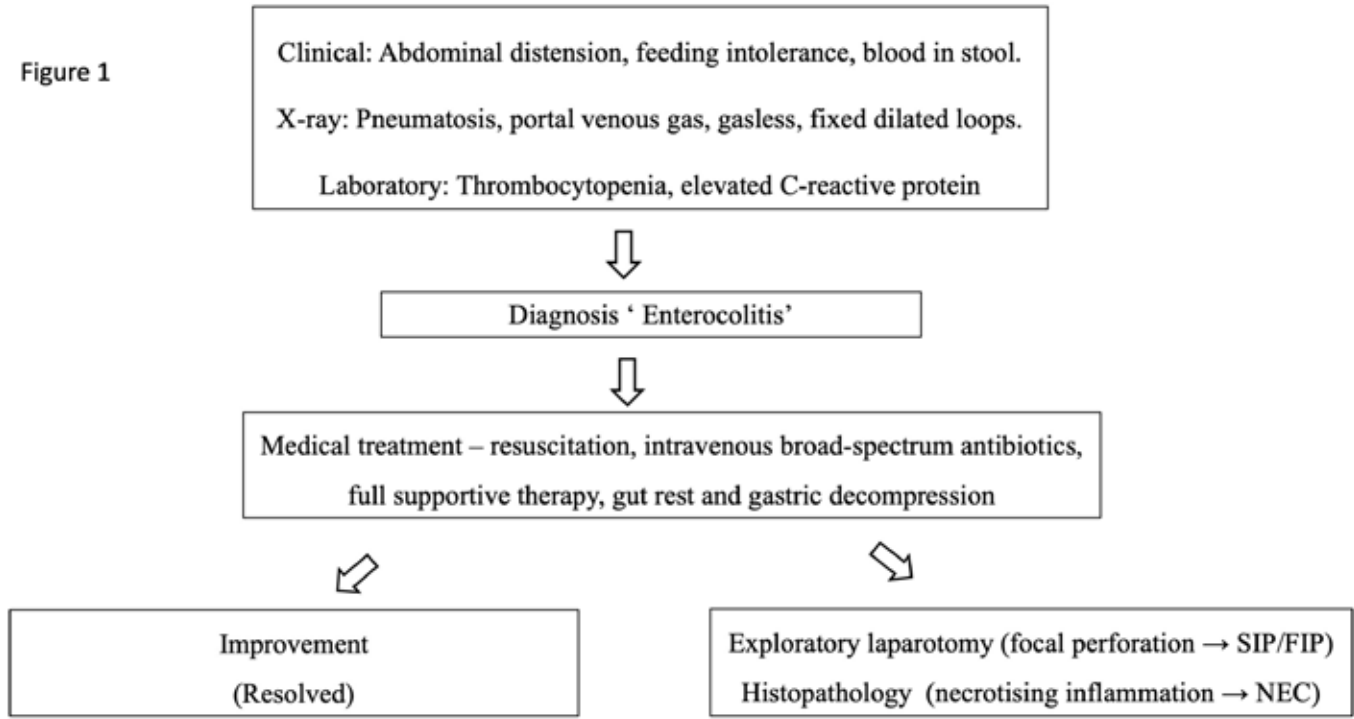 Figure 1
Clinical: Abdominal distension, feeding intolerance, blood in stool.
X-ray: Pneumatosis, portal venous gas, gasless, fixed dilated loops.
Laboratory: Thrombocytopenia, elevated C-reactive protein
Diagnosis ‘ Enterocolitis’
Medical treatment – resuscitation, intravenous broad-spectrum antibiotics,
full supportive therapy, gut rest and gastric decompression
Improvement
(Resolved)
Exploratory laparotomy (focal perforation → SIP/FIP)
Histopathology (necrotising inflammation → NEC)